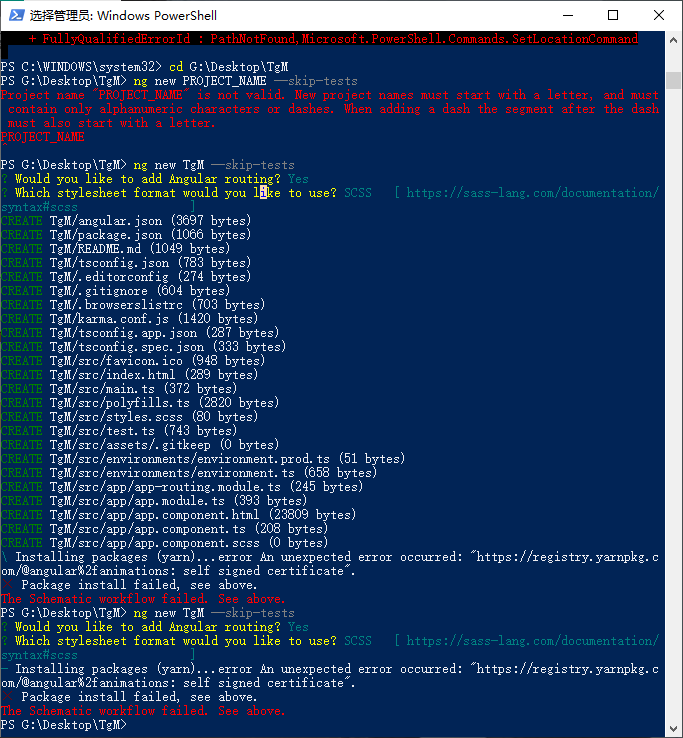 选择管理员: Windows PowerShell
+ FullyQualifiedErrorId : PathNotFound,Microsoft.PowerShell.Commands.SetLocationCommand
PS C:\WINDOWS\system32> cd G:\Desktop\TgM
PS G:\Desktop\TgM> ng new PROJECT_NAME --skip-tests
Project name "PROJECT_NAME" is not valid. New project names must start with a letter, and must
contain only alphanumeric characters or dashes. When adding a dash the segment after the dash
must also start with a letter.
PROJECT_NAME
^
PS G:\Desktop\TgM> ng new TgM --skip-tests
? Would you like to add Angular routing? Yes
? Which stylesheet format would you like to use? SCSS   [ https://sass-lang.com/documentation/
syntax#scss                ]
CREATE TgM/angular.json (3697 bytes)
CREATE TgM/package.json (1066 bytes)
CREATE TgM/README.md (1049 bytes)
CREATE TgM/tsconfig.json (783 bytes)
CREATE TgM/.editorconfig (274 bytes)
CREATE TgM/.gitignore (604 bytes)
CREATE TgM/.browserslistrc (703 bytes)
CREATE TgM/karma.conf.js (1420 bytes)
CREATE TgM/tsconfig.app.json (287 bytes)
CREATE TgM/tsconfig.spec.json (333 bytes)
CREATE TgM/src/favicon.ico (948 bytes)
CREATE TgM/src/index.html (289 bytes)
CREATE TgM/src/main.ts (372 bytes)
CREATE TgM/src/polyfills.ts (2820 bytes)
CREATE TgM/src/styles.scss (80 bytes)
CREATE TgM/src/test.ts (743 bytes)
CREATE TgM/src/assets/.gitkeep (0 bytes)
CREATE TgM/src/environments/environment.prod.ts (51 bytes)
CREATE TgM/src/environments/environment.ts (658 bytes)
CREATE TgM/src/app/app-routing.module.ts (245 bytes)
CREATE TgM/src/app/app.module.ts (393 bytes)
CREATE TgM/src/app/app.component.html (23809 bytes)
CREATE TgM/src/app/app.component.ts (208 bytes)
CREATE TgM/src/app/app.component.scss (0 bytes)
\ Installing packages (yarn)...error An unexpected error occurred: "https://registry.yarnpkg.c
om/@angular%2fanimations: self signed certificate".
× Package install failed, see above.
The Schematic workflow failed. See above.
PS G:\Desktop\TgM> ng new TgM --skip-tests
? Would you like to add Angular routing? Yes
? Which stylesheet format would you like to use? SCSS   [ https://sass-lang.com/documentation/
syntax#scss                ]
- Installing packages (yarn)...error An unexpected error occurred: "https://registry.yarnpkg.c
om/@angular%2fanimations: self signed certificate".
× Package install failed, see above.
The Schematic workflow failed. See above.
PS G:\Desktop\TgM>